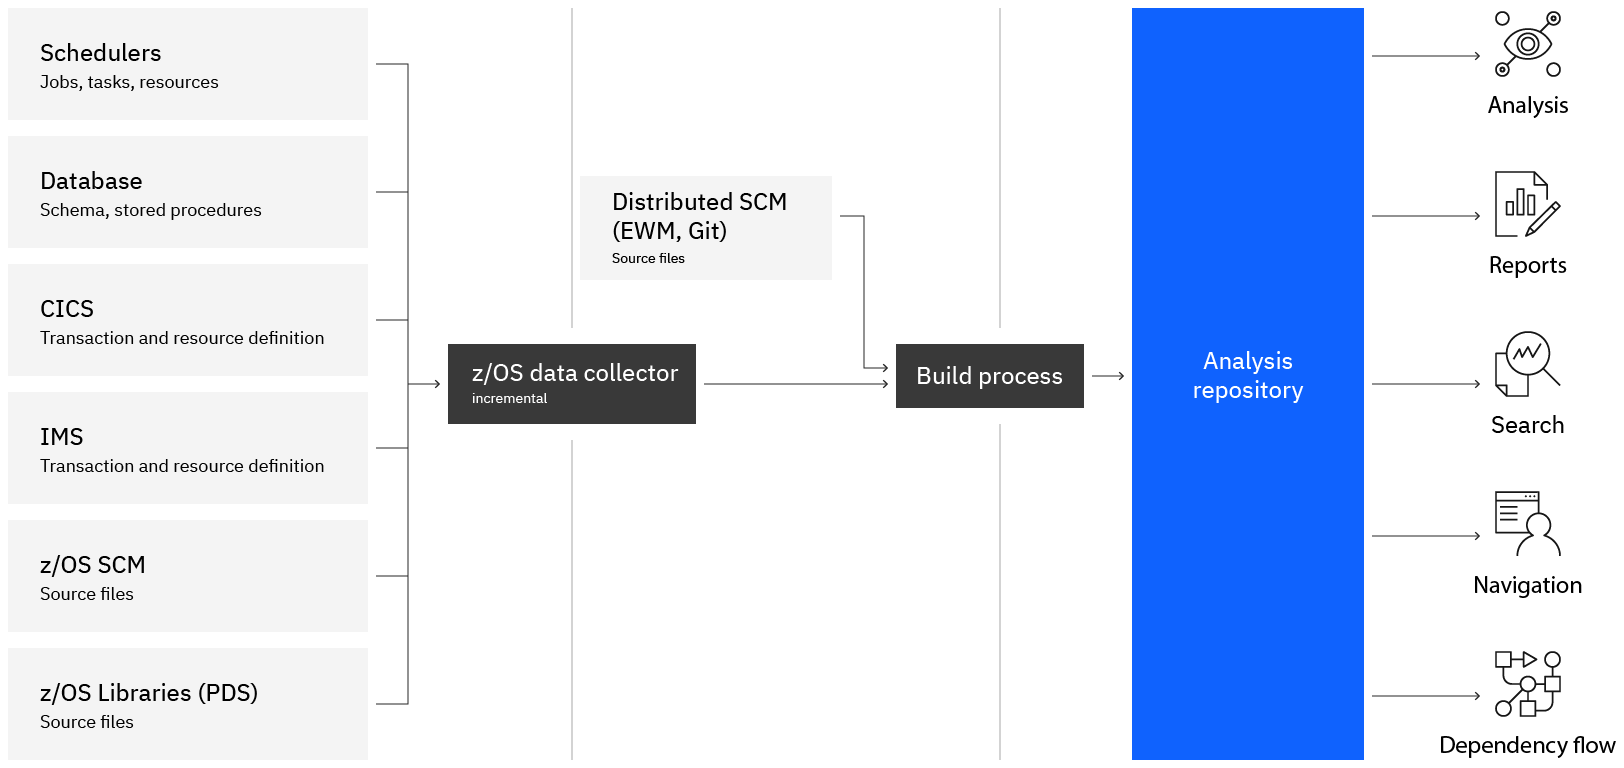 Schedulers
Jobs, tasks, resources
Database
Schema, stored procedures
CICS
Transaction and resource definition
IMS
Transaction and resource definition
z/OS SCM
Source files
z/OS Libraries (PDS)
Source files
z/OS data collector
incremental
Distributed SCM
(EWM, Git)
Source files
Build process
Analysis
repository
Analysis
Reports
Search
Navigation
Dependency flow